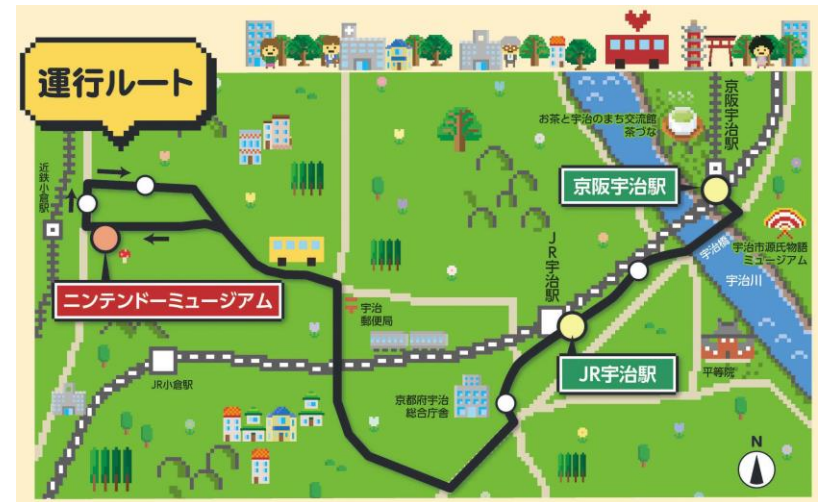 運行ルート
近鉄小倉駅
ニンテンドーミュージアム
JR小倉駅
宇治
郵便局
京都府宇治
総合庁舎
JR宇治駅
JR宇治駅
お茶と宇治のまち交流館
茶づな
京阪宇治駅
京阪宇治駅
宇治橋
宇治市源氏物語
ミュージアム
宇治川
平等院
N